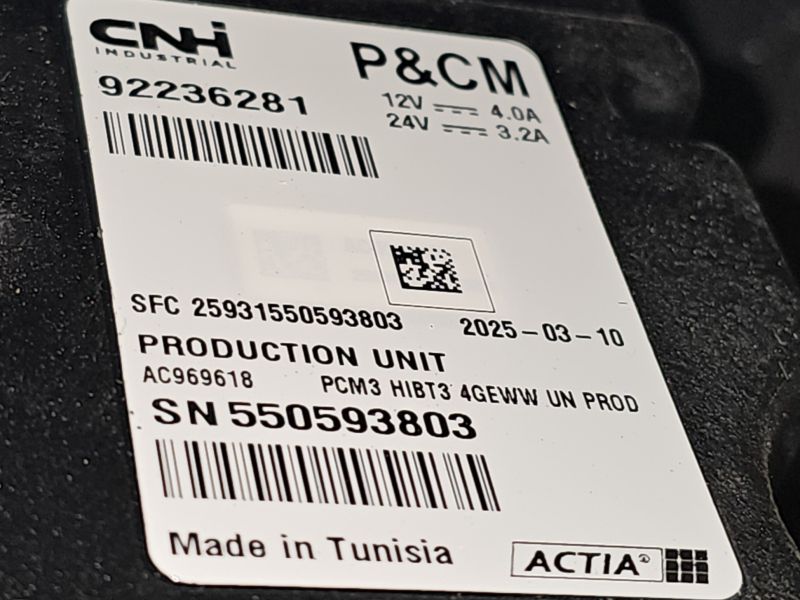 CNHi
INDUSTRIAL
P&CM
92236281
12V ⎓ 4.0A
24V ⎓ 3.2A
SFC 25931550593803
2025-03-10
PRODUCTION UNIT
AC969618 PCM3 HIBT3 4GEWW UN PROD
SN 550593803
Made in Tunisia
ACTIA®